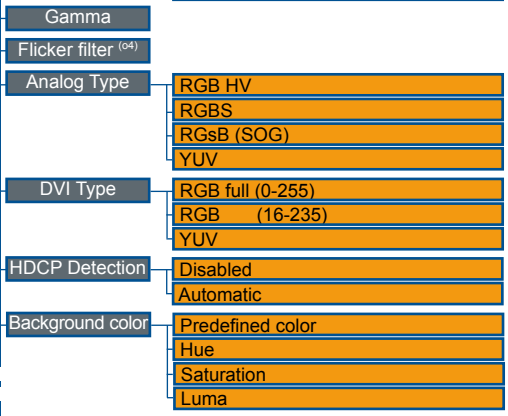 Gamma
Flicker filter (o4)
Analog Type
RGB HV
RGBS
RGsB (SOG)
YUV
DVI Type
RGB full (0-255)
RGB (16-235)
YUV
HDCP Detection
Disabled
Automatic
Background color
Predefined color
Hue
Saturation
Luma